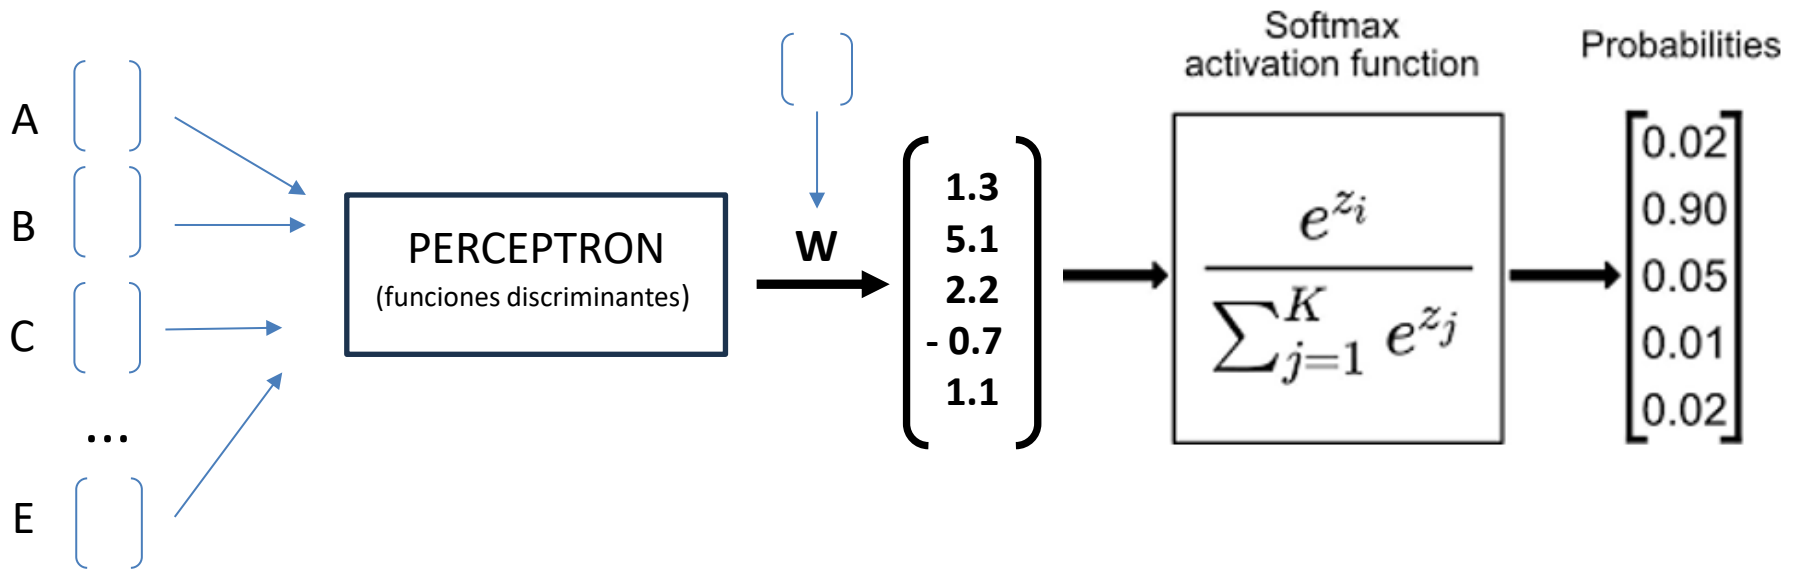 A
B
C
...
E
PERCEPTRON
(funciones discriminantes)
W
1.3
5.1
2.2
- 0.7
1.1
Softmax
activation function
e^{z_i}
∑_{j=1}^{K} e^{z_j}
Probabilities
0.02
0.90
0.05
0.01
0.02